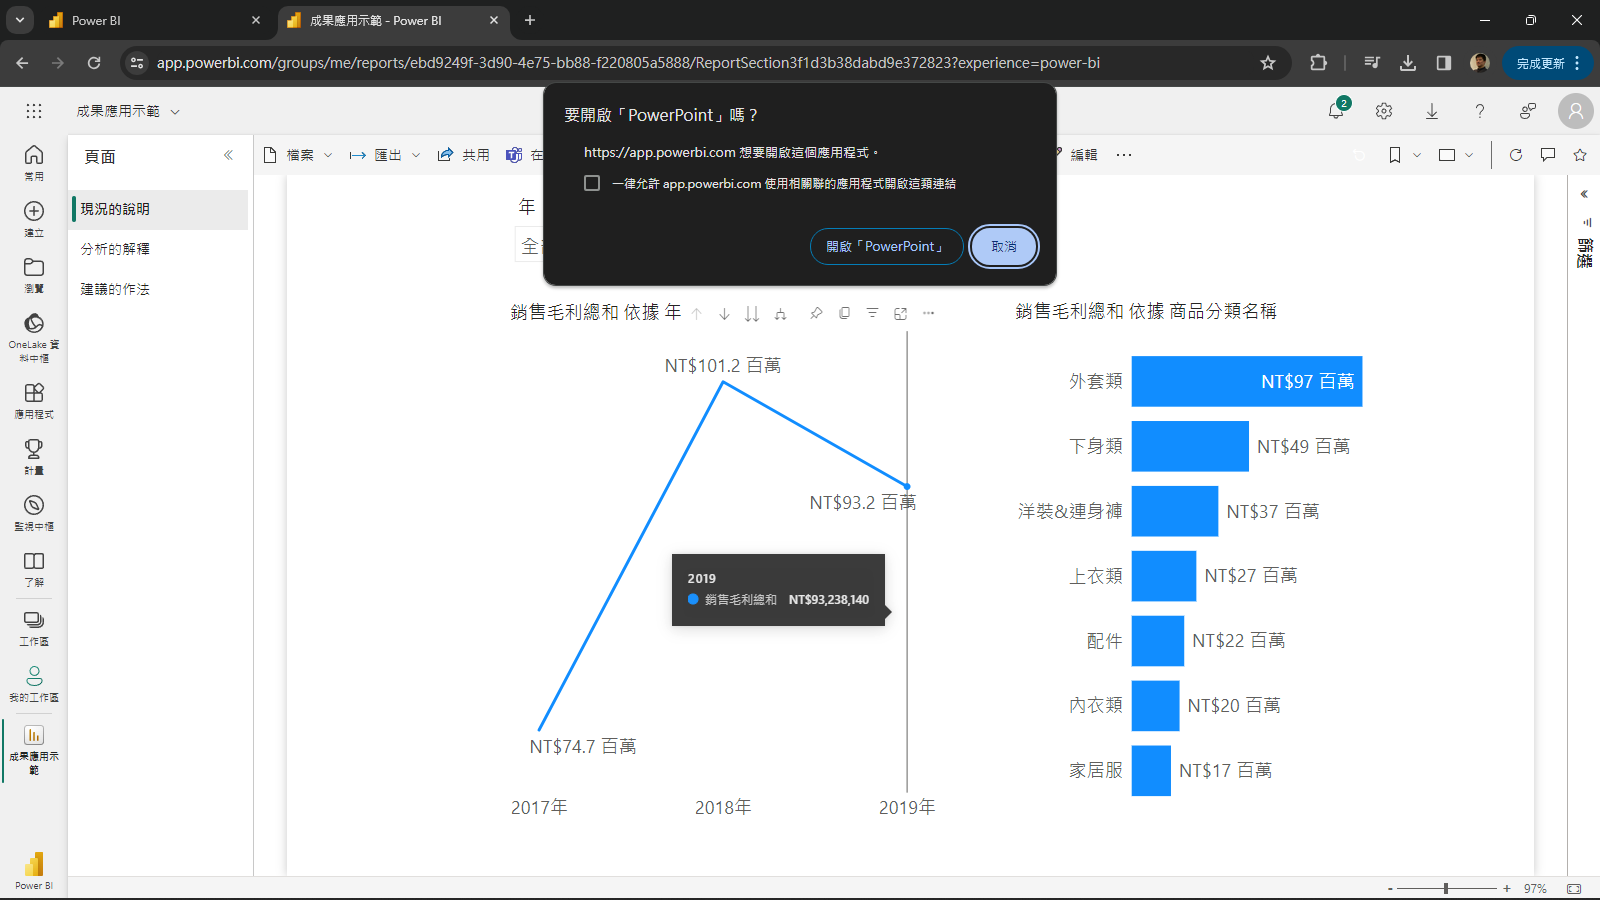 Power BI
成果應用示範 - Power BI
app.powerbi.com/groups/me/reports/ebd9249f-3d90-4e75-bb88-f220805a5888/ReportSection3f1d3b38dabd9e372823?experience=power-bi
完成更新
成果應用示範
2
要開啟「PowerPoint」嗎？
https://app.powerbi.com 想要開啟這個應用程式。
一律允許 app.powerbi.com 使用相關聯的應用程式開啟這類連結
開啟「PowerPoint」
取消
檔案
匯出
共用
在
編輯
常用
建立
瀏覽
OneLake 資
料中樞
應用程式
計量
監視中樞
了解
工作區
我的工作區
成果應用示
範
Power BI
頁面
現況的說明
分析的解釋
建議的作法
年
全
銷售毛利總和 依據 年
NT$101.2 百萬
NT$93.2 百萬
2019
銷售毛利總和 NT$93,238,140
NT$74.7 百萬
2017年
2018年
2019年
銷售毛利總和 依據 商品分類名稱
外套類 NT$97 百萬
下身類 NT$49 百萬
洋裝&連身褲 NT$37 百萬
上衣類 NT$27 百萬
配件 NT$22 百萬
內衣類 NT$20 百萬
家居服 NT$17 百萬
篩選
- + 97%